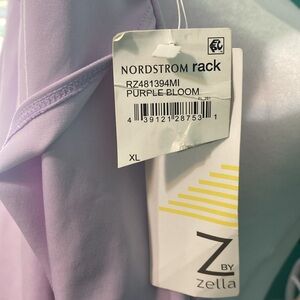 NORDSTROM rack
RZ481394MI
PURPLE BLOOM
4 39121 28753 1
XL
Z
BY
zella